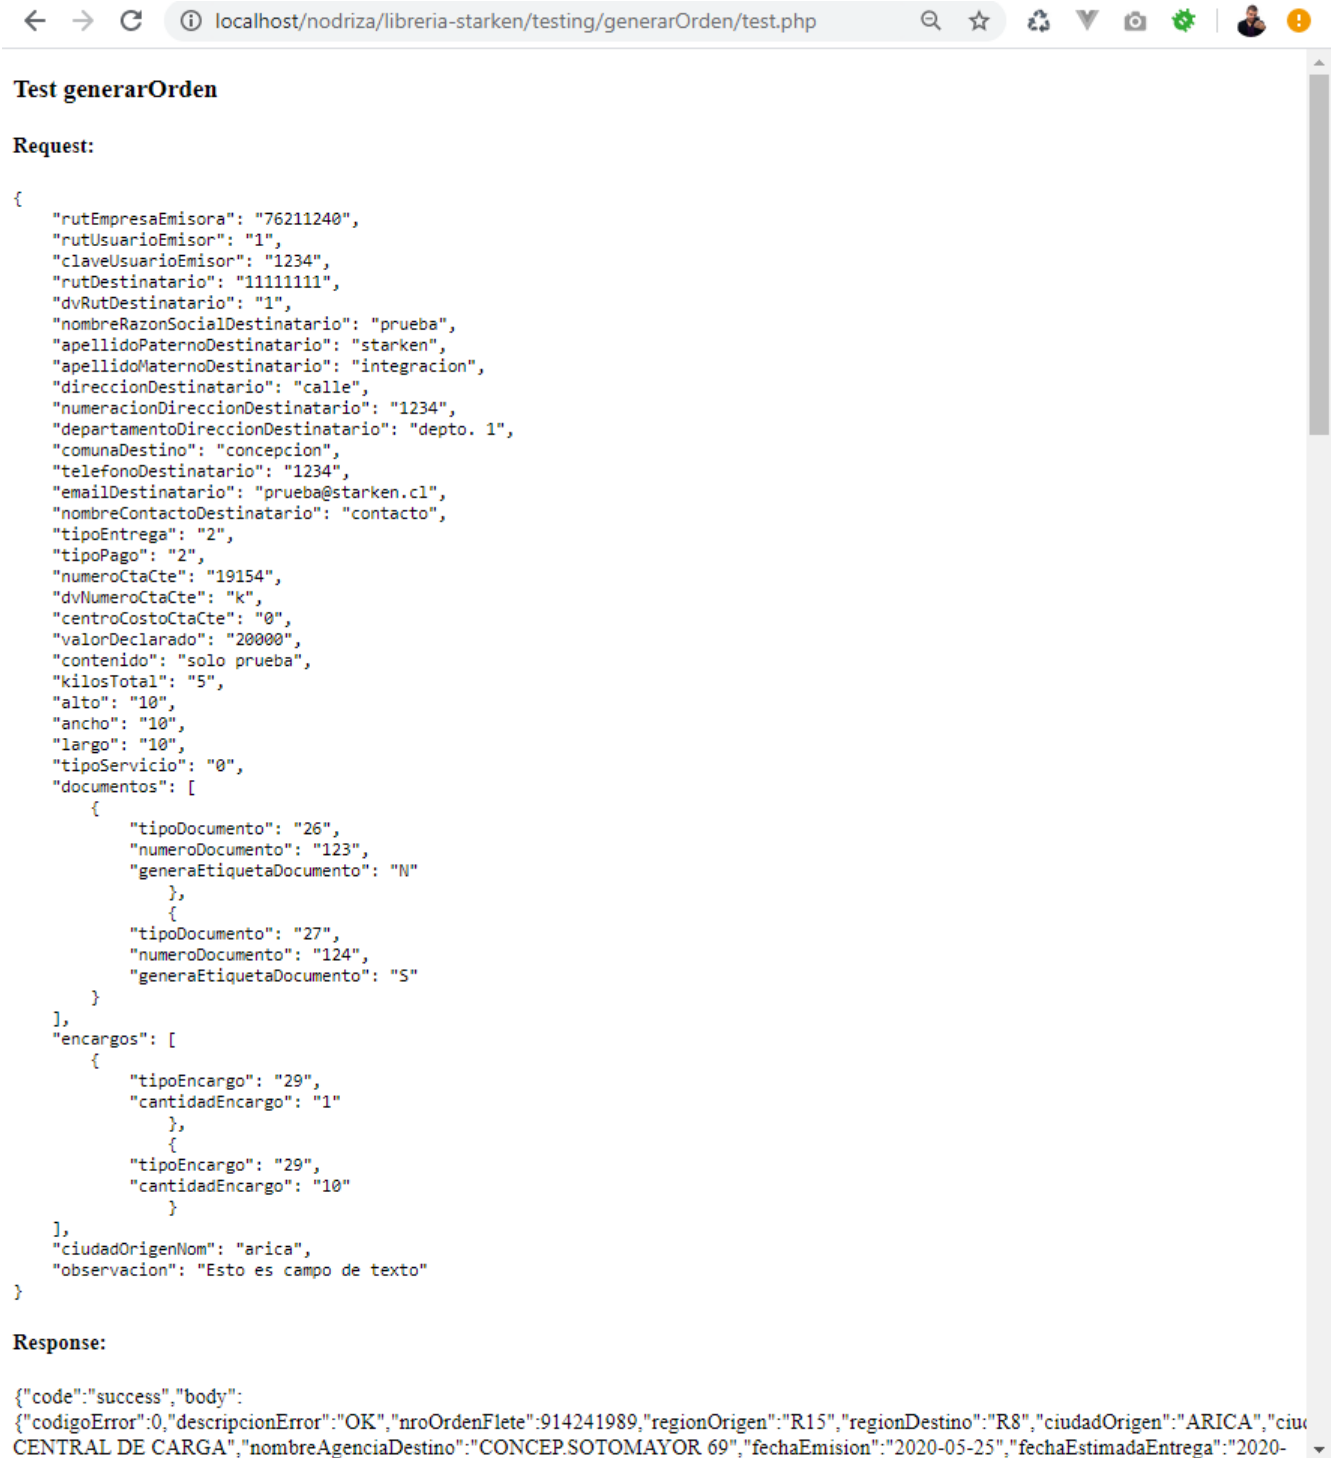 localhost/nodriza/libreria-starken/testing/generarOrden/test.php
Test generarOrden
Request:
{
    "rutEmpresaEmisora": "76211240",
    "rutUsuarioEmisor": "1",
    "claveUsuarioEmisor": "1234",
    "rutDestinatario": "11111111",
    "dvRutDestinatario": "1",
    "nombreRazonSocialDestinatario": "prueba",
    "apellidoPaternoDestinatario": "starken",
    "apellidoMaternoDestinatario": "integracion",
    "direccionDestinatario": "calle",
    "numeracionDireccionDestinatario": "1234",
    "departamentoDireccionDestinatario": "depto. 1",
    "comunaDestino": "concepcion",
    "telefonoDestinatario": "1234",
    "emailDestinatario": "prueba@starken.cl",
    "nombreContactoDestinatario": "contacto",
    "tipoEntrega": "2",
    "tipoPago": "2",
    "numeroCtaCte": "19154",
    "dvNumeroCtaCte": "k",
    "centroCostoCtaCte": "0",
    "valorDeclarado": "20000",
    "contenido": "solo prueba",
    "kilosTotal": "5",
    "alto": "10",
    "ancho": "10",
    "largo": "10",
    "tipoServicio": "0",
    "documentos": [
        {
            "tipoDocumento": "26",
            "numeroDocumento": "123",
            "generaEtiquetaDocumento": "N"
                },
                {
            "tipoDocumento": "27",
            "numeroDocumento": "124",
            "generaEtiquetaDocumento": "S"
        }
    ],
    "encargos": [
        {
            "tipoEncargo": "29",
            "cantidadEncargo": "1"
                },
                {
            "tipoEncargo": "29",
            "cantidadEncargo": "10"
                }
    ],
    "ciudadOrigenNom": "arica",
    "observacion": "Esto es campo de texto"
}
Response:
{"code":"success","body":
{"codigoError":0,"descripcionError":"OK","nroOrdenFlete":914241989,"regionOrigen":"R15","regionDestino":"R8","ciudadOrigen":"ARICA","ciud
CENTRAL DE CARGA","nombreAgenciaDestino":"CONCEP.SOTOMAYOR 69","fechaEmision":"2020-05-25","fechaEstimadaEntrega":"2020-